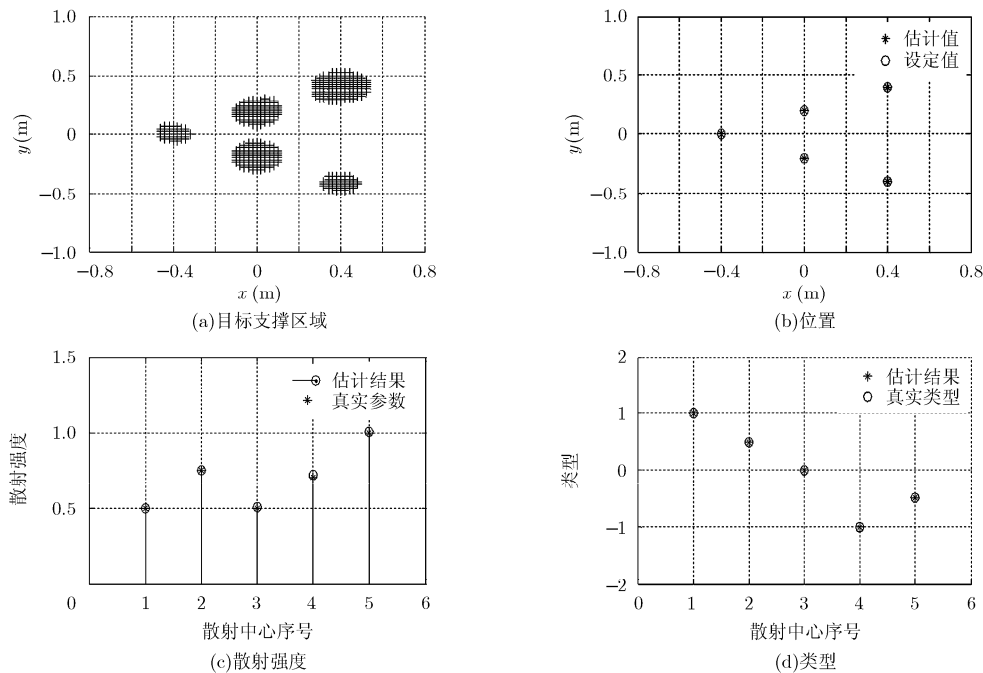 1.0
0.5
0
−0.5
−1.0
y (m)
−0.8
−0.4
0
0.4
0.8
x (m)
(a)目标支撑区域
1.0
0.5
0
−0.5
−1.0
y (m)
估计值
设定值
−0.8
−0.4
0
0.4
0.8
x (m)
(b)位置
1.5
1.0
0.5
0
散射强度
估计结果
真实参数
1
2
3
4
5
6
散射中心序号
(c)散射强度
2
1
0
−1
−2
类型
估计结果
真实类型
0
1
2
3
4
5
6
散射中心序号
(d)类型